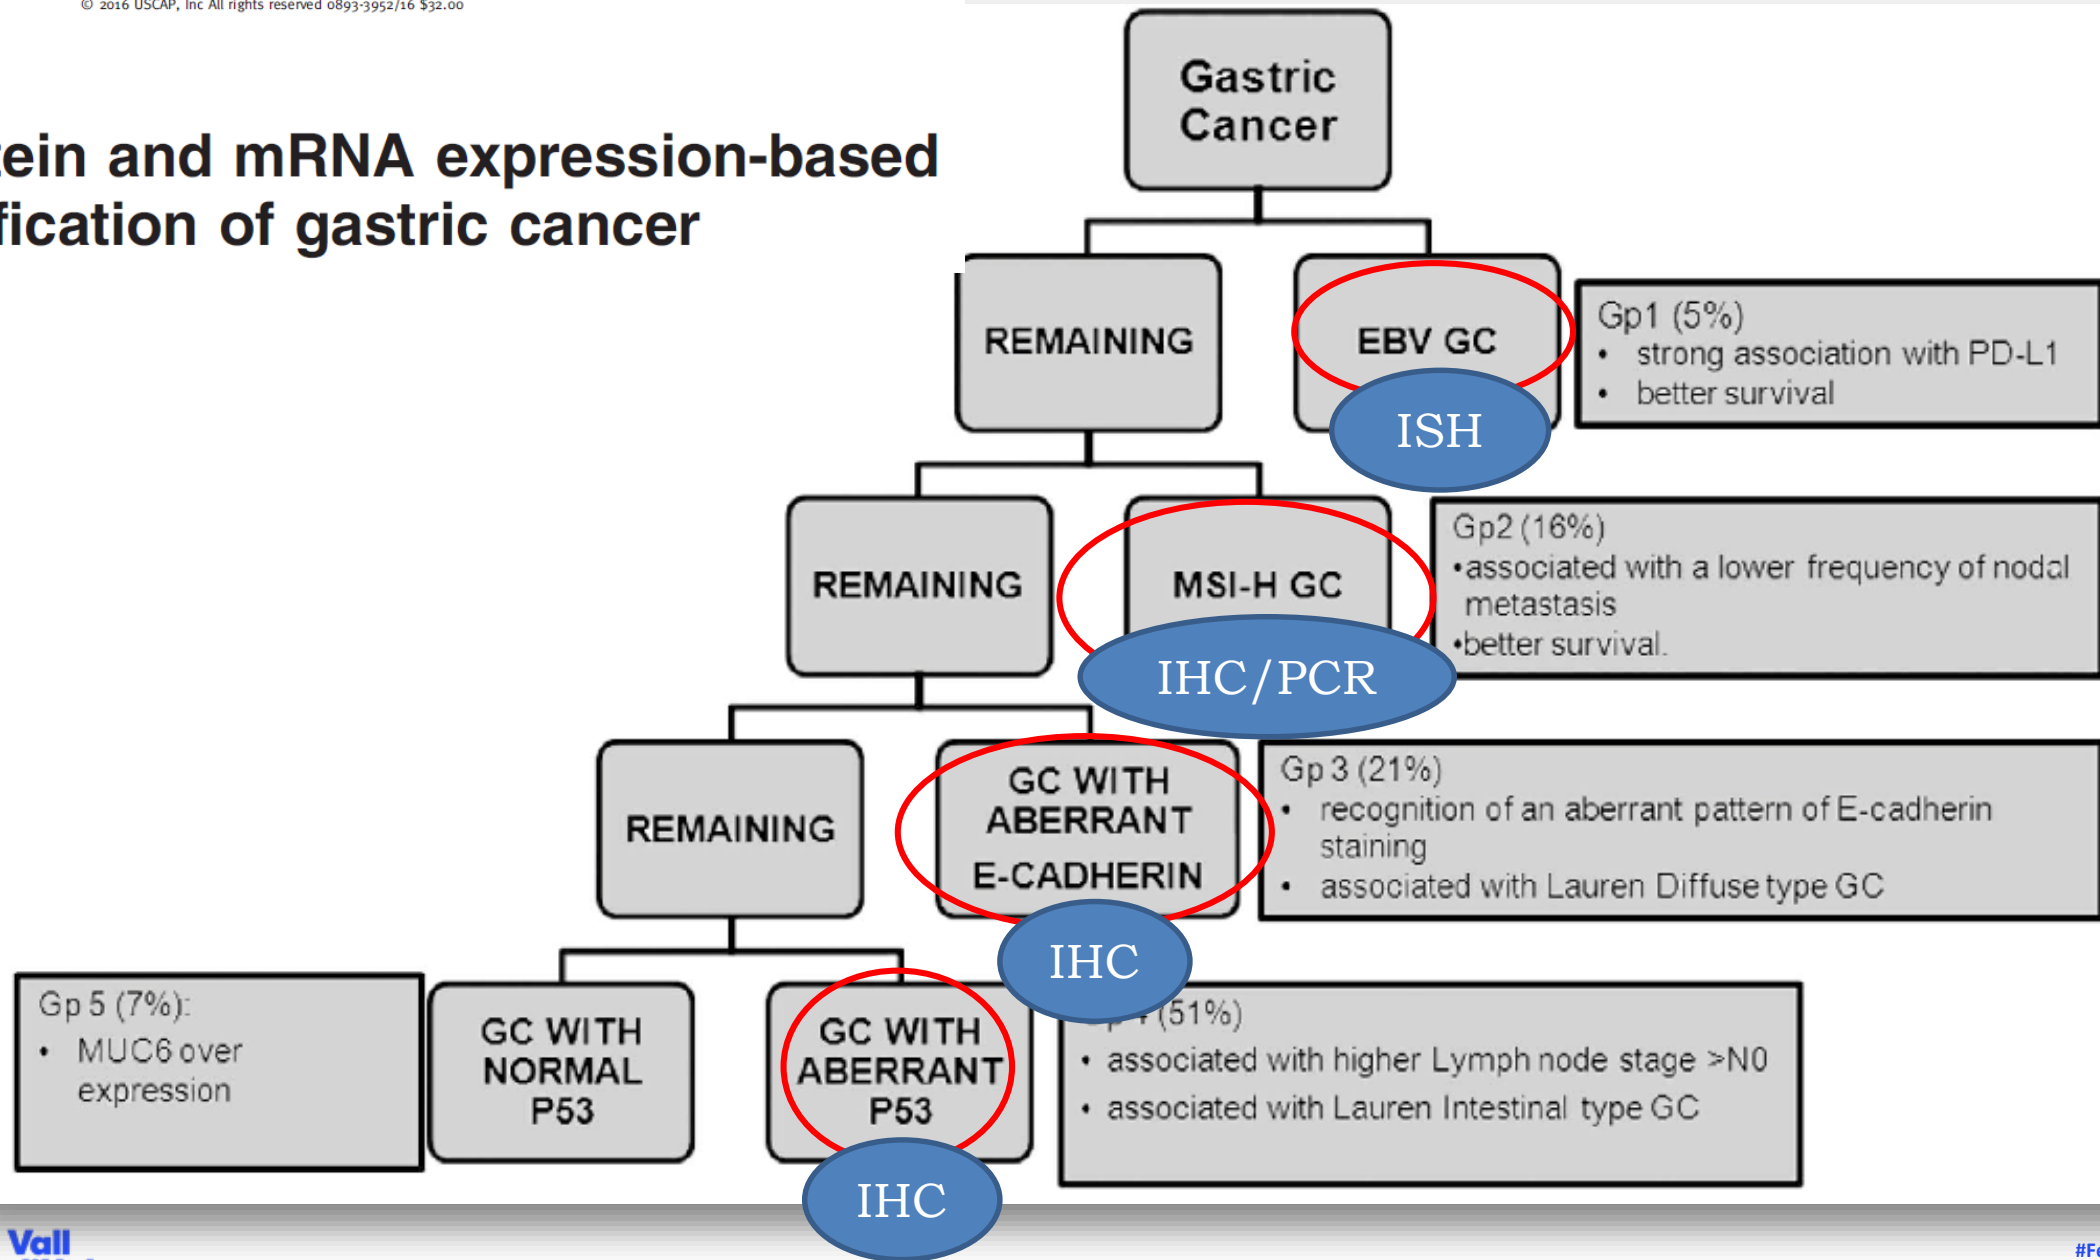 © 2016 USCAP, Inc All rights reserved 0893-3952/16 $32.00
Gastric
Cancer
tein and mRNA expression-based
fication of gastric cancer
REMAINING
EBV GC
ISH
Gp1 (5%)
• strong association with PD-L1
• better survival
REMAINING
MSI-H GC
IHC/PCR
Gp2 (16%)
•associated with a lower frequency of nodal
metastasis
•better survival.
REMAINING
GC WITH
ABERRANT
E-CADHERIN
IHC
Gp 3 (21%)
• recognition of an aberrant pattern of E-cadherin
staining
• associated with Lauren Diffuse type GC
Gp 5 (7%):
• MUC6 over
expression
GC WITH
NORMAL
P53
GC WITH
ABERRANT
P53
IHC
(51%)
• associated with higher Lymph node stage >N0
• associated with Lauren Intestinal type GC
Vall